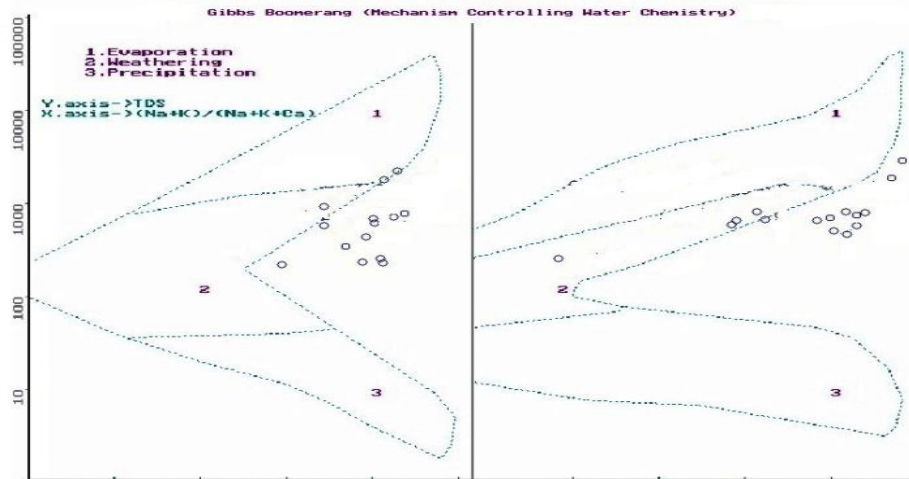 Gibbs Boomerang (Mechanism Controlling Water Chemistry)
1.Evaporation
2.Weathering
3.Precipitation
Y.axis->TDS
X.axis->(Na+K)/(Na+K+Ca)
100000
10000
1000
100
10
1
2
3
1
2
3